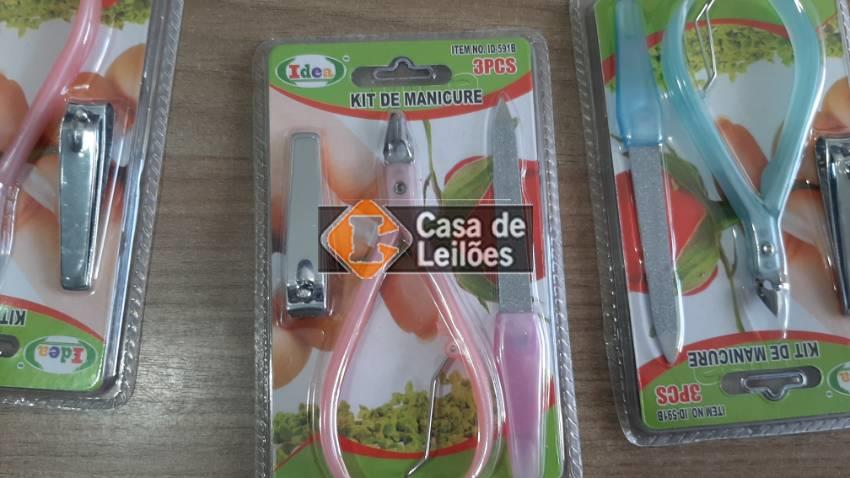 Idea
ITEM NO. ID-591B
3PCS
KIT DE MANICURE
Casa de
Leilões
KIT
Idea
KIT DE MANICURE
3PCS
ITEM NO. ID-591B